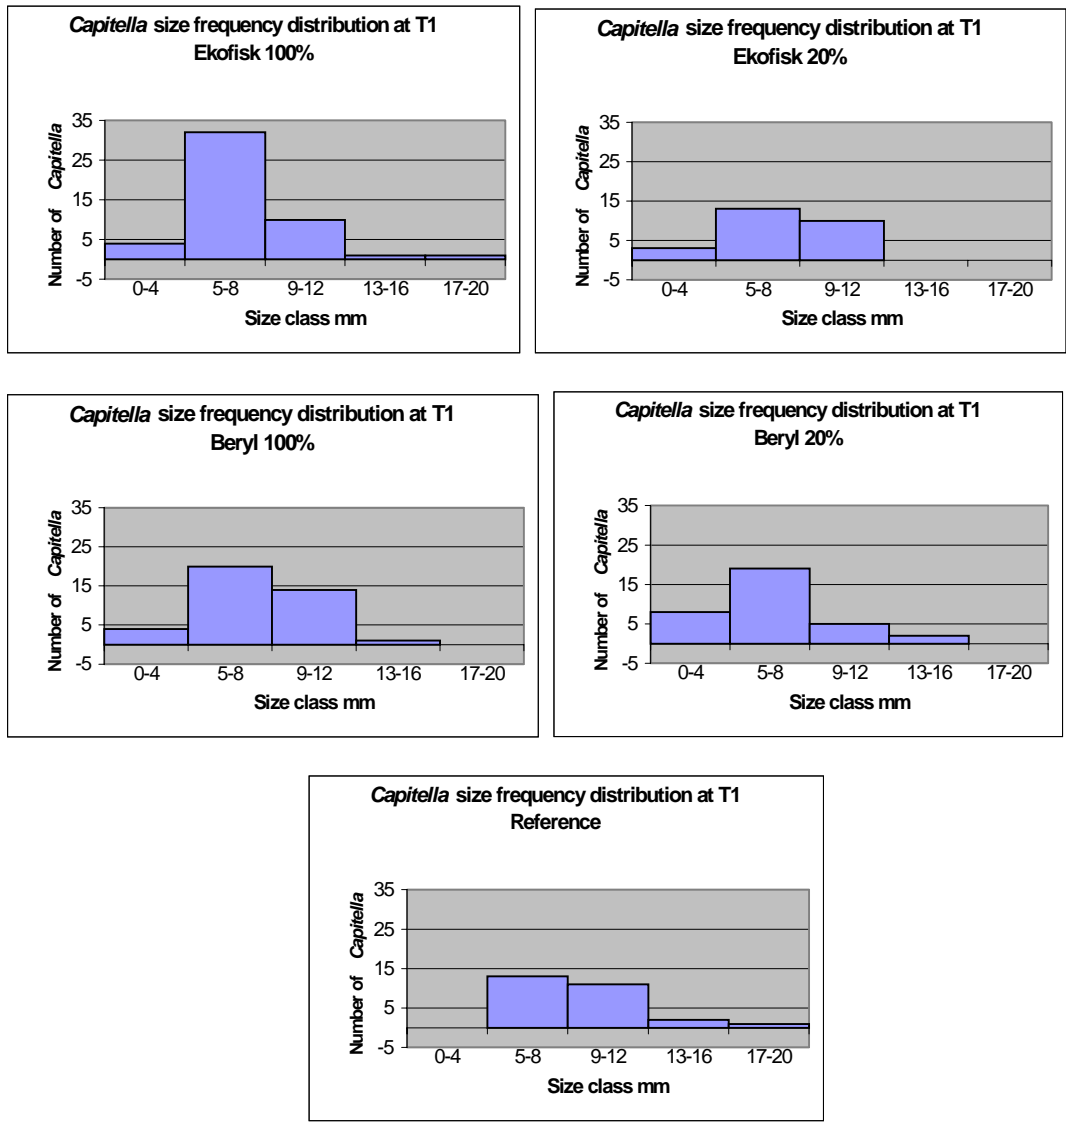 Capitella size frequency distribution at T1
Ekofisk 100%
Number of Capitella
35
25
15
5
-5
0-4 5-8 9-12 13-16 17-20
Size class mm
Capitella size frequency distribution at T1
Ekofisk 20%
Number of Capitella
35
25
15
5
-5
0-4 5-8 9-12 13-16 17-20
Size class mm
Capitella size frequency distribution at T1
Beryl 100%
Number of Capitella
35
25
15
5
-5
0-4 5-8 9-12 13-16 17-20
Size class mm
Capitella size frequency distribution at T1
Beryl 20%
Number of Capitella
35
25
15
5
-5
0-4 5-8 9-12 13-16 17-20
Size class mm
Capitella size frequency distribution at T1
Reference
Number of Capitella
35
25
15
5
-5
0-4 5-8 9-12 13-16 17-20
Size class mm